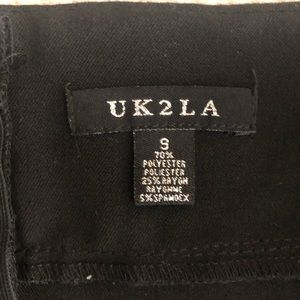 UK2LA
S
70%
POLYESTER
POLIESTER
25% RAYON
RAYONNE
5% SPANDEX